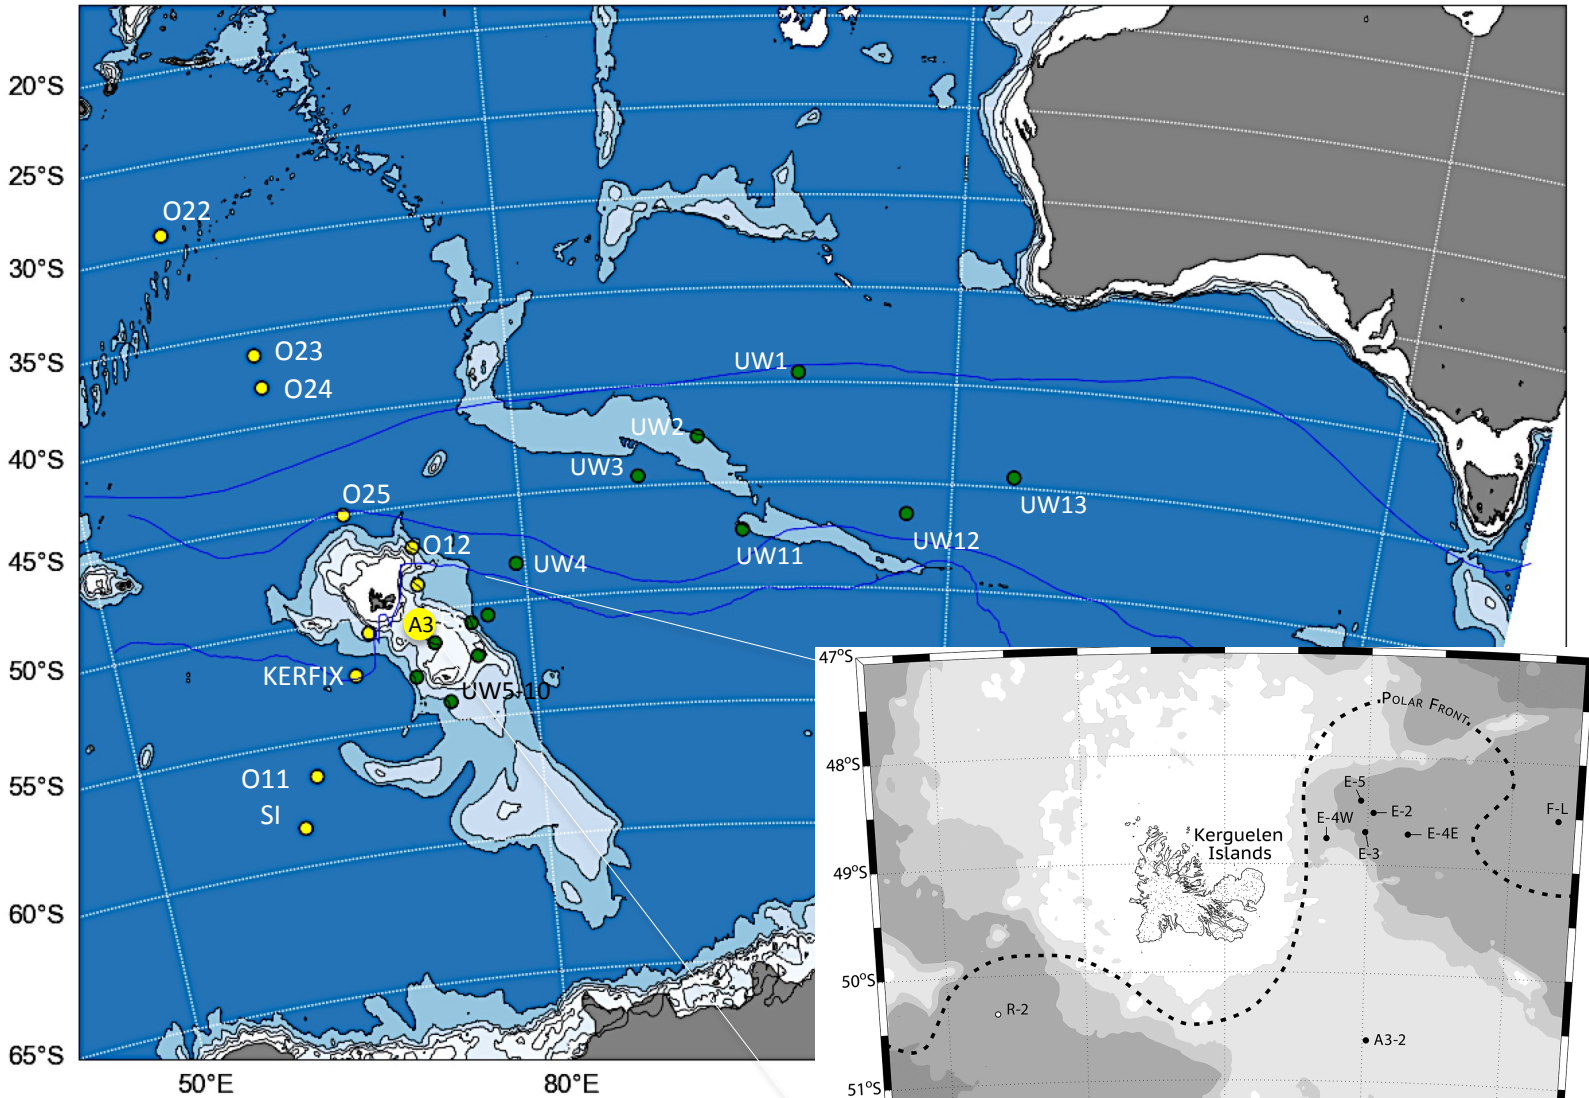 20°S
25°S
30°S
35°S
40°S
45°S
50°S
55°S
60°S
65°S
50°E
80°E
O22
O23
O24
O25
O12
A3
KERFIX
O11
SI
UW1
UW2
UW3
UW4
UW11
UW12
UW13
UW5-10
47°S
48°S
49°S
50°S
51°S
POLAR FRONT
E-5
E-2
F-L
E-4W
E-4E
E-3
Kerguelen
Islands
R-2
A3-2